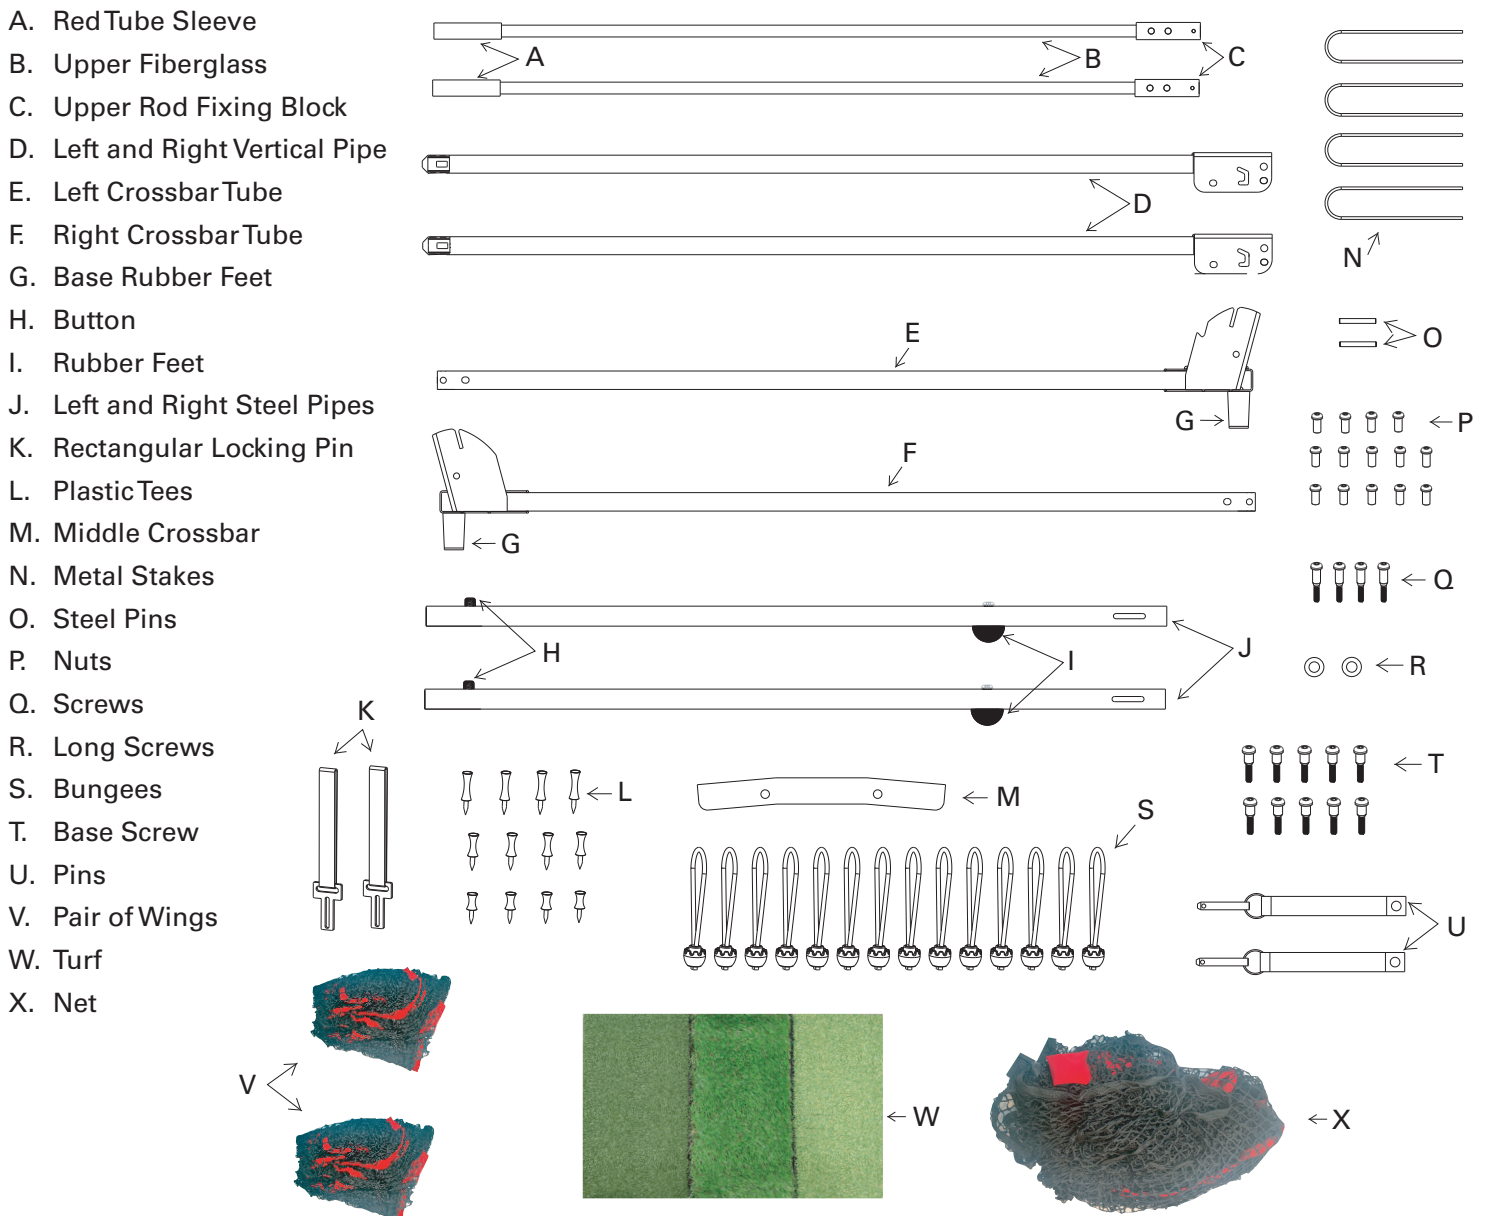 A. Red Tube Sleeve
B. Upper Fiberglass
C. Upper Rod Fixing Block
D. Left and Right Vertical Pipe
E. Left Crossbar Tube
F. Right Crossbar Tube
G. Base Rubber Feet
H. Button
I. Rubber Feet
J. Left and Right Steel Pipes
K. Rectangular Locking Pin
L. Plastic Tees
M. Middle Crossbar
N. Metal Stakes
O. Steel Pins
P. Nuts
Q. Screws
R. Long Screws
S. Bungees
T. Base Screw
U. Pins
V. Pair of Wings
W. Turf
X. Net
A
B
C
D
N
E
O
G
P
F
G
Q
H
I
J
R
K
L
M
T
S
U
V
W
X